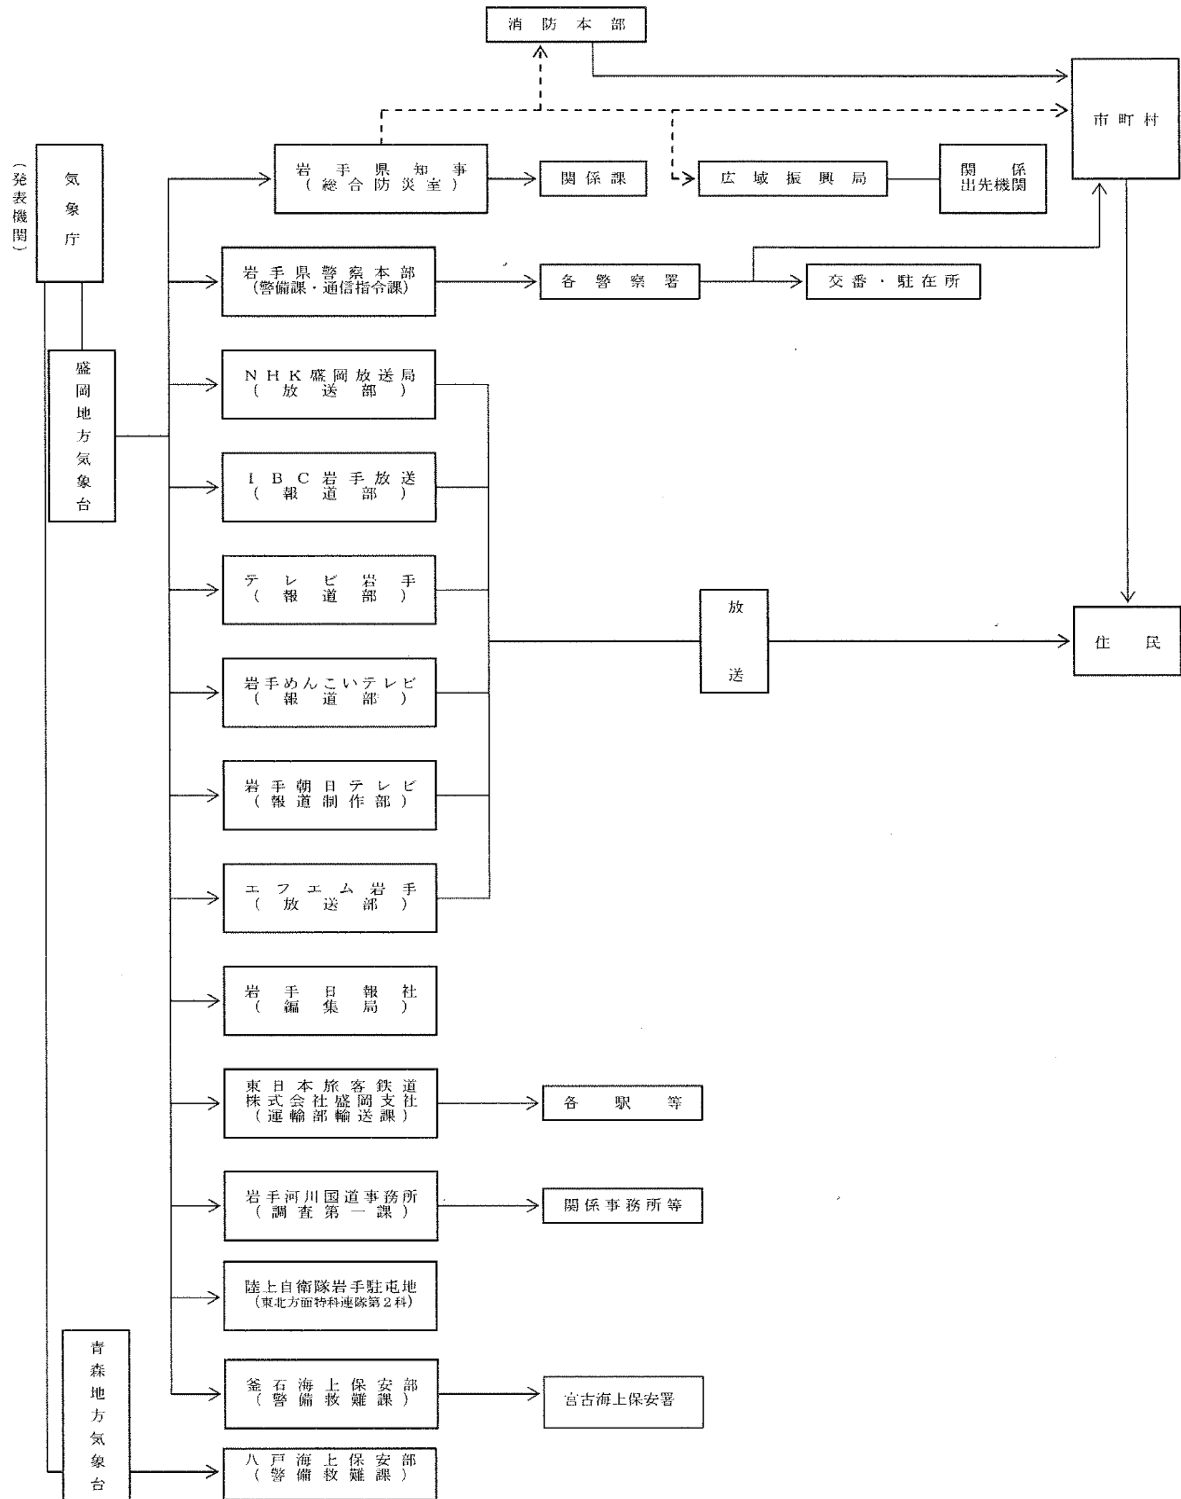 消防本部
市町村
(発表機関)
気象庁
岩手県知事
(総合防災室)
関係課
広域振興局
関係
出先機関
岩手県警察本部
(警備課・通信指令課)
各警察署
交番・駐在所
盛岡地方気象台
NHK盛岡放送局
(放送部)
IBC岩手放送
(報道部)
テレビ岩手
(報道部)
放送
住民
岩手めんこいテレビ
(報道部)
岩手朝日テレビ
(報道制作部)
エフエム岩手
(放送部)
岩手日報社
(編集局)
東日本旅客鉄道
株式会社盛岡支社
(運輸部輸送課)
各駅等
岩手河川国道事務所
(調査第一課)
関係事務所等
陸上自衛隊岩手駐屯地
(東北方面特科連隊第2科)
青森地方気象台
釜石海上保安部
(警備救難課)
宮古海上保安署
八戸海上保安部
(警備救難課)